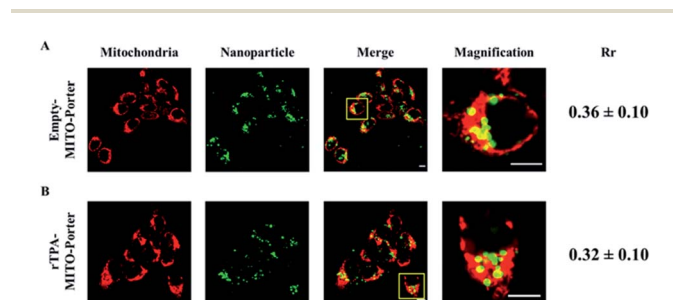 A
Mitochondria Nanoparticle Merge Magnification Rr
Empty-
MITO-Porter
0.36 ± 0.10
B
rTPA-
MITO-Porter
0.32 ± 0.10